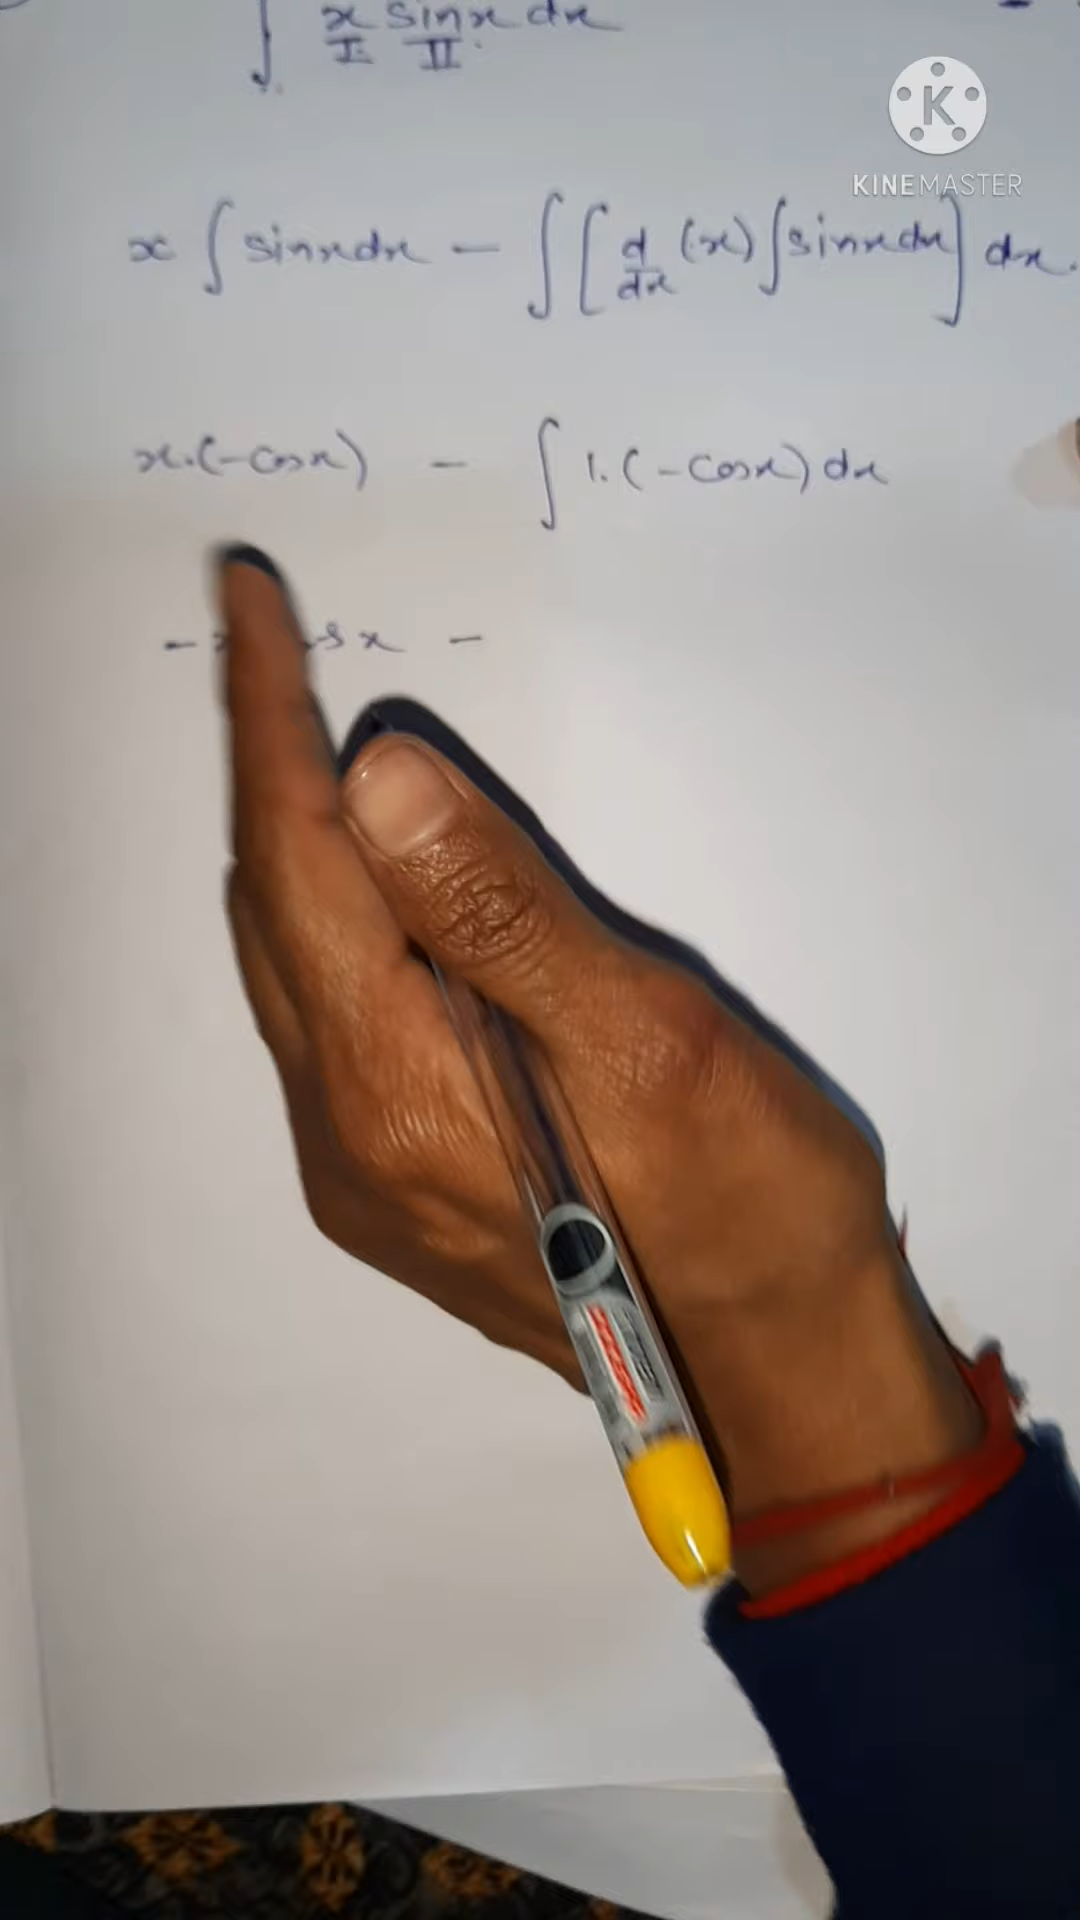 ∫ x sinx dx
I II
K
KINEMASTER
x ∫ sinx dx − ∫ [ d/dx (x) ∫ sinx dx ] dx.
x.(−cosx) − ∫ 1.(−cosx) dx
−